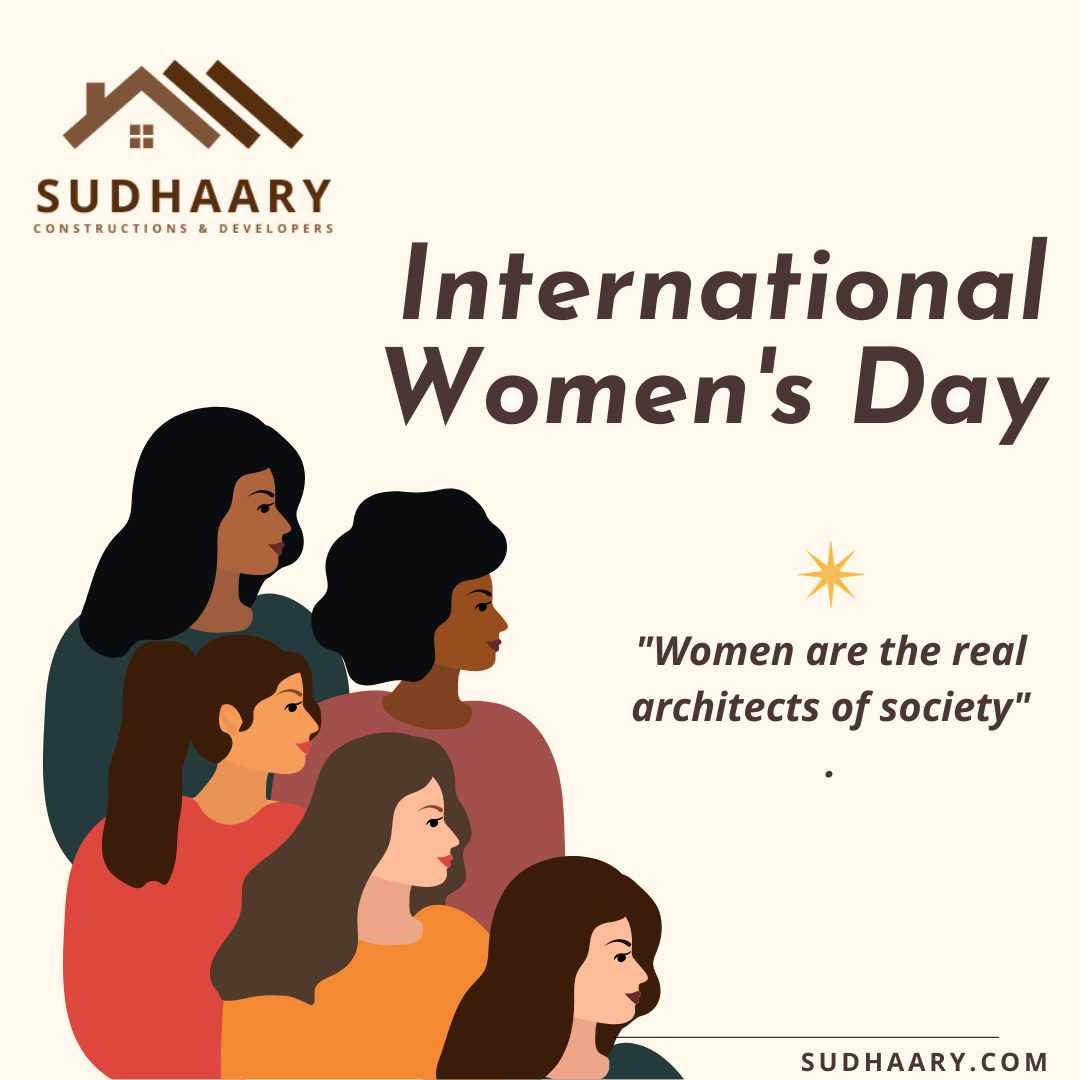 SUDHAARY
CONSTRUCTIONS & DEVELOPERS
International
Women's Day
"Women are the real
architects of society"
.
SUDHAARY.COM